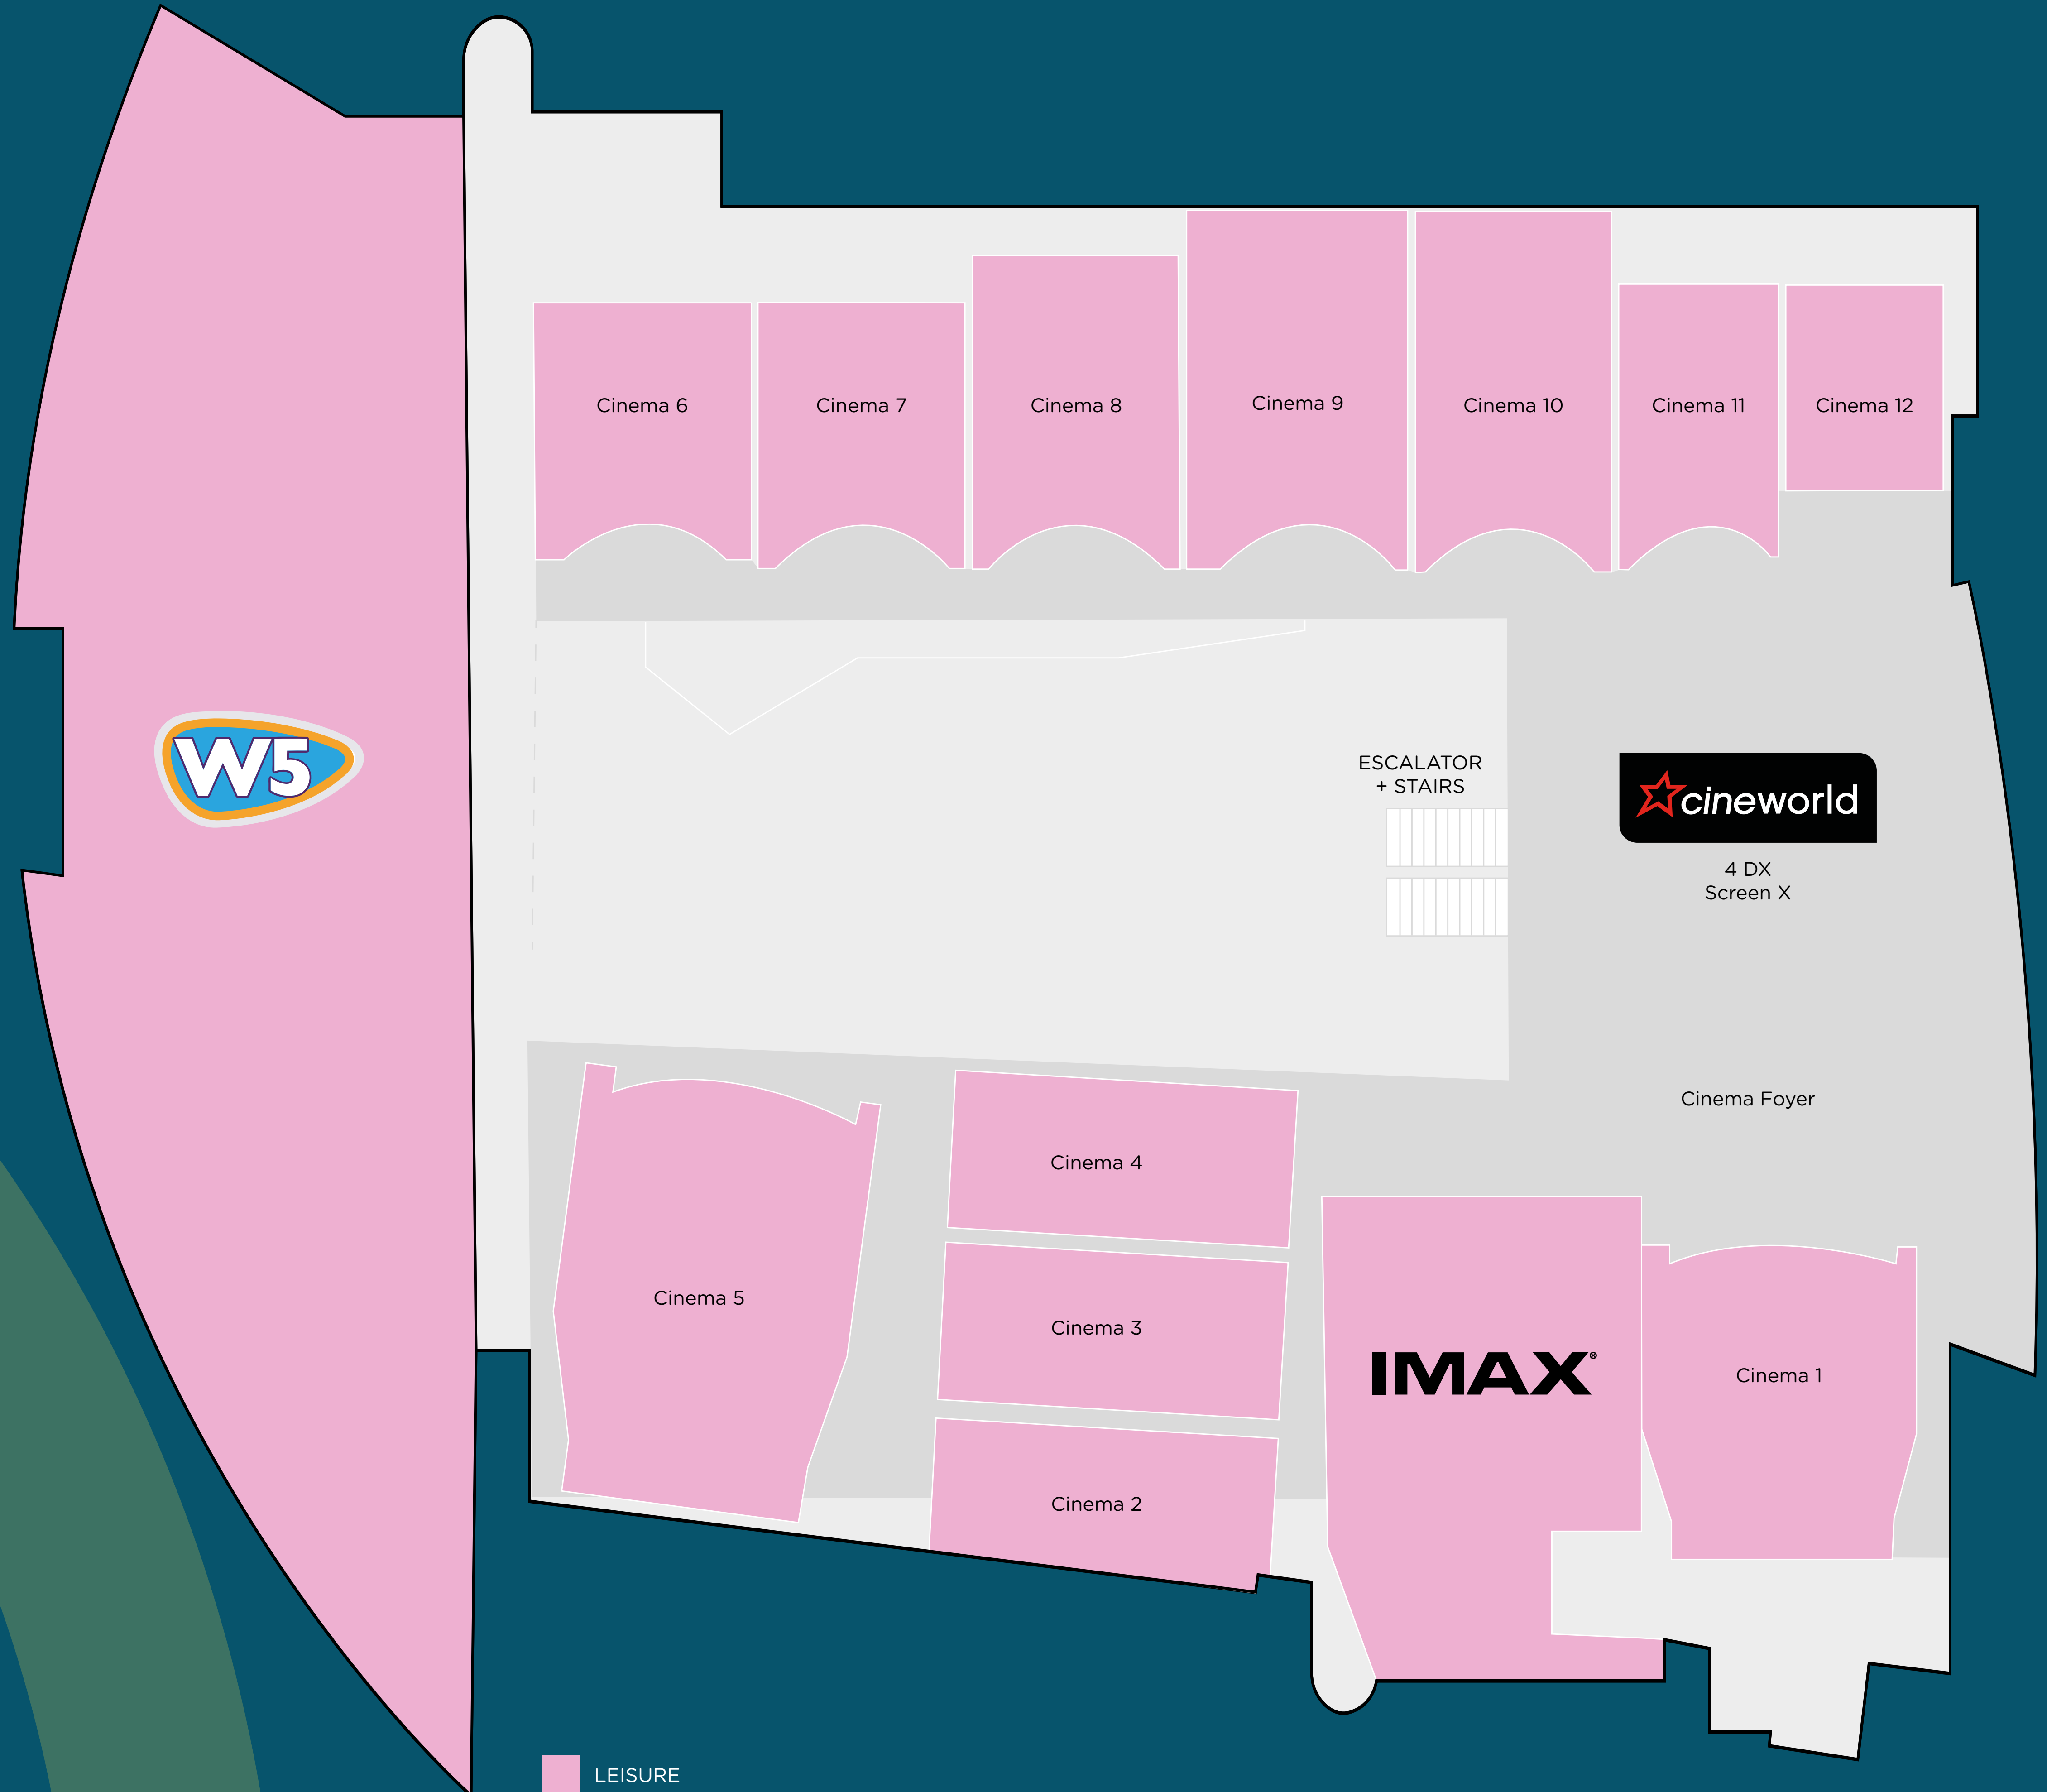 Cinema 6
Cinema 7
Cinema 8
Cinema 9
Cinema 10
Cinema 11
Cinema 12
W5
ESCALATOR
+ STAIRS
cineworld
4 DX
Screen X
Cinema Foyer
Cinema 4
Cinema 5
Cinema 3
IMAX®
Cinema 1
Cinema 2
LEISURE